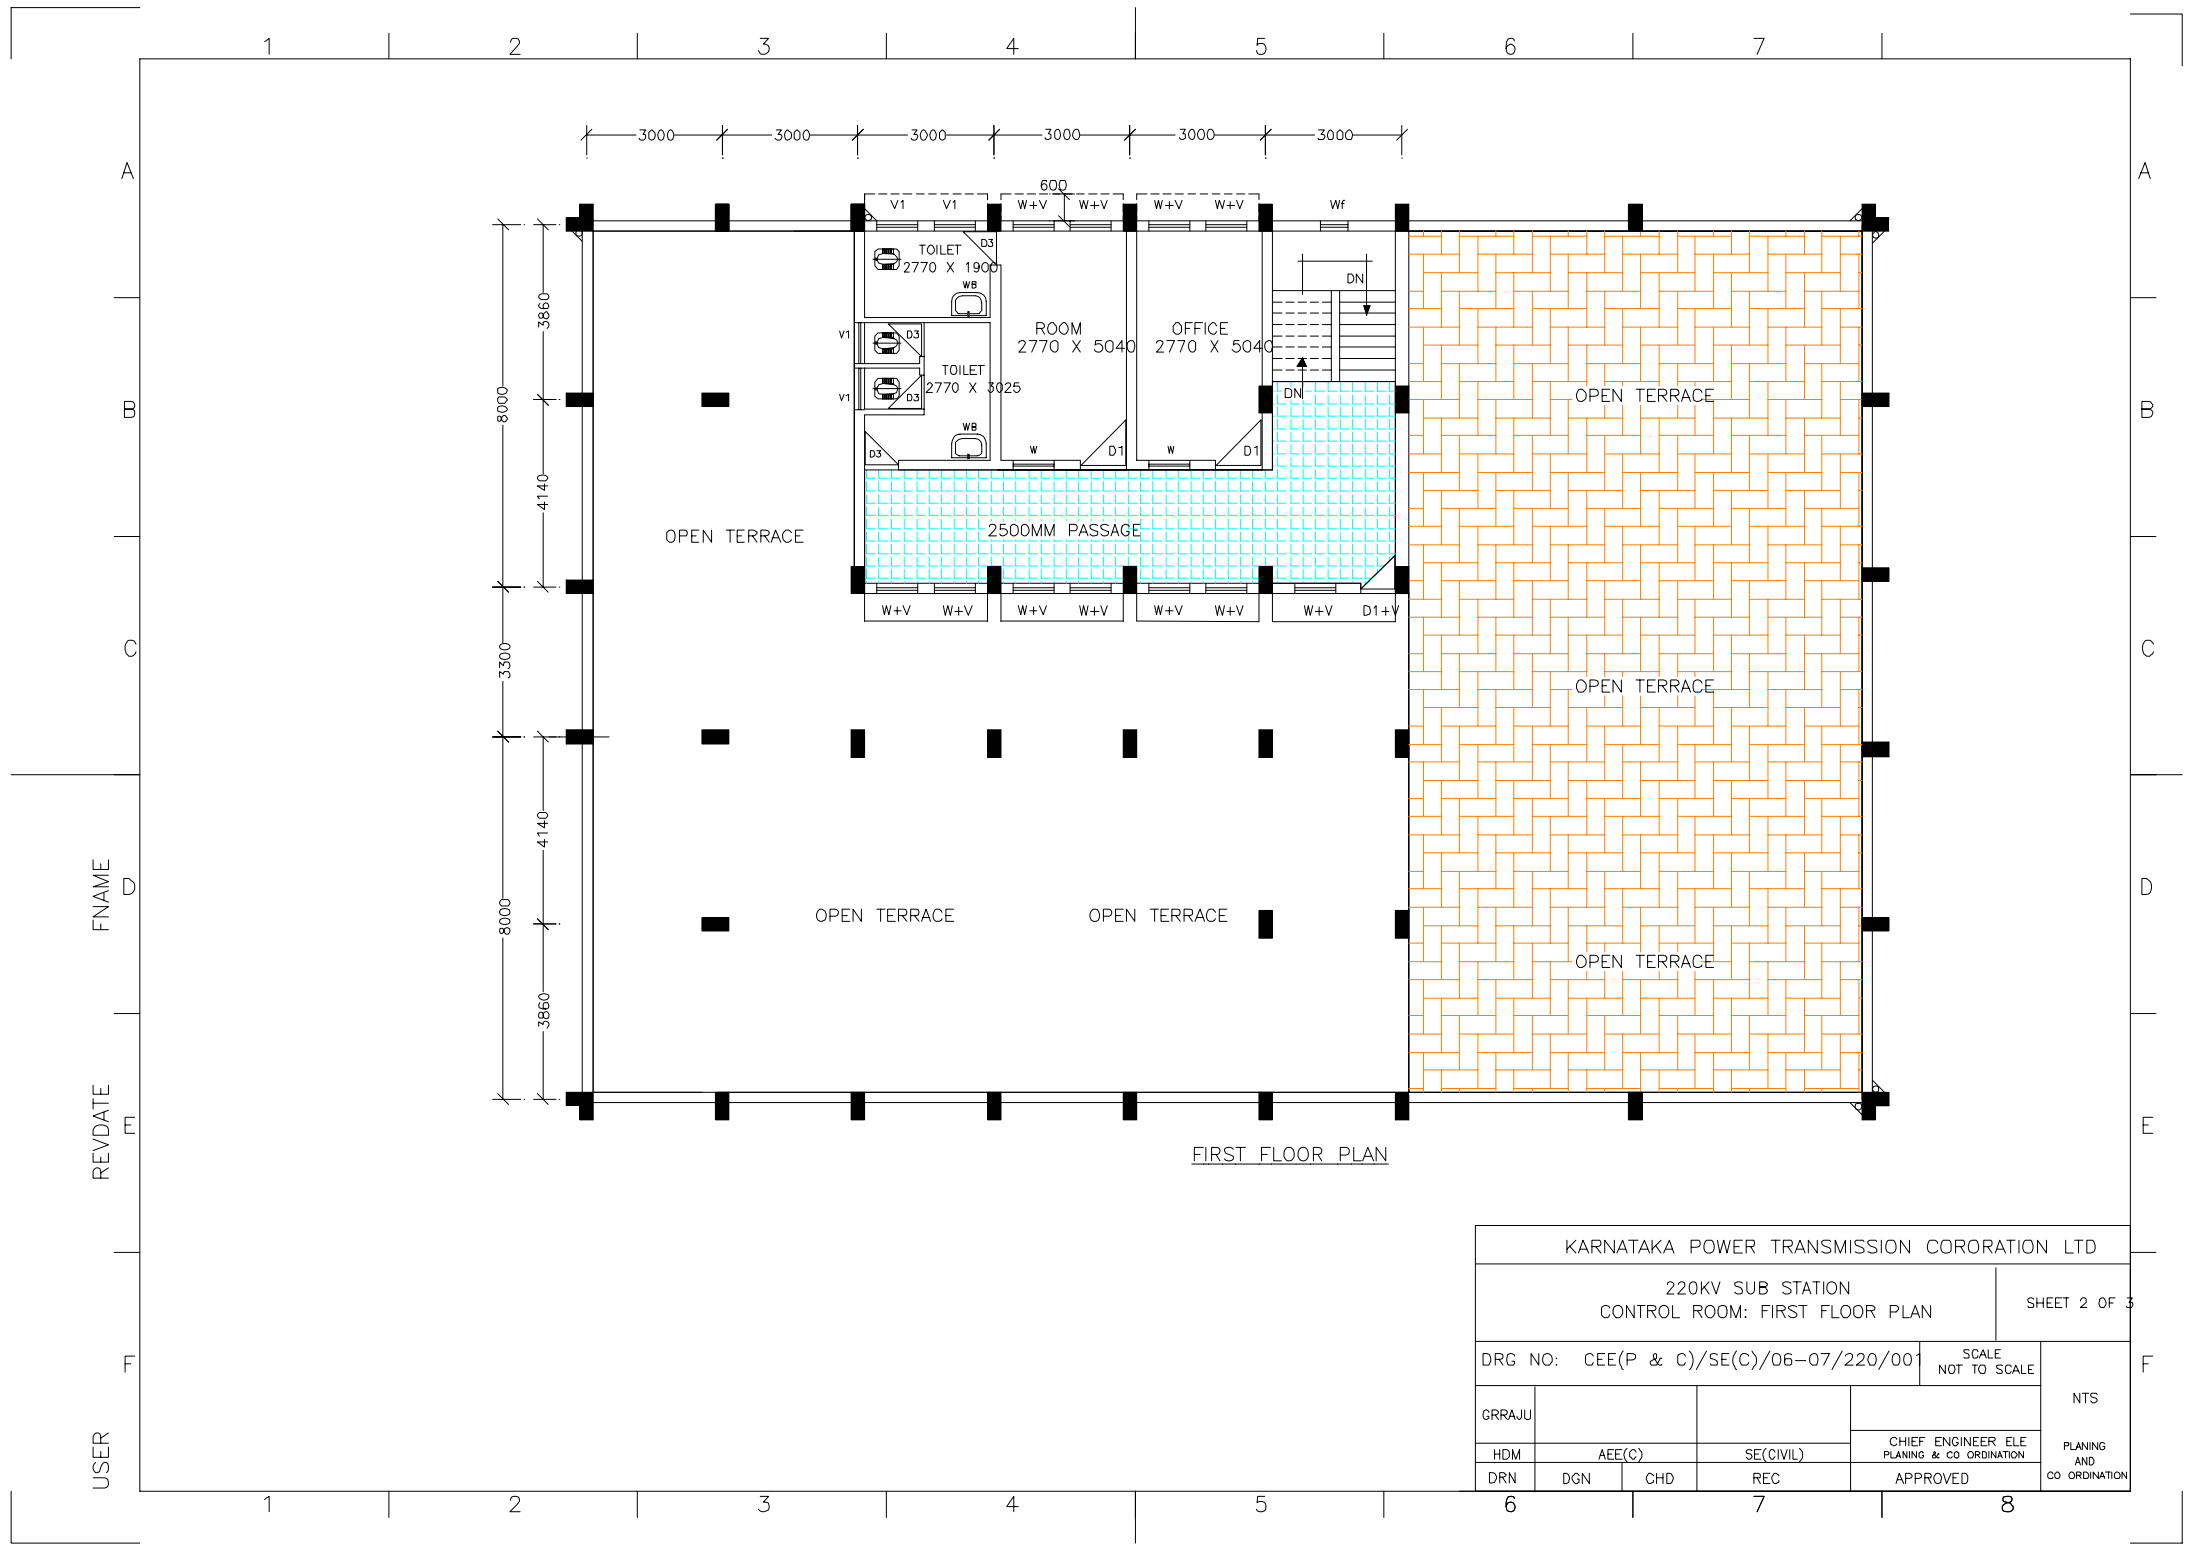 1 2 3 4 5 6 7
3000 3000 3000 3000 3000 3000
A A
600
V1 V1 W+V W+V W+V W+V Wf
TOILET
2770 X 1900
D3
WB
DN
3860
V1
D3
ROOM
2770 X 5040
OFFICE
2770 X 5040
TOILET
2770 X 3025
V1
D3
DN
OPEN TERRACE
8000
B B
WB
D3
W D1 W D1
4140
2500MM PASSAGE
OPEN TERRACE
W+V W+V W+V W+V W+V W+V W+V D1+V
C C
3300
OPEN TERRACE
4140
FNAME
D D
8000
OPEN TERRACE OPEN TERRACE
OPEN TERRACE
3860
REVDATE
E E
FIRST FLOOR PLAN
KARNATAKA POWER TRANSMISSION CORORATION LTD
220KV SUB STATION
CONTROL ROOM: FIRST FLOOR PLAN
SHEET 2 OF 3
F F
DRG NO: CEE(P & C)/SE(C)/06-07/220/001
SCALE
NOT TO SCALE
NTS
GRRAJU
CHIEF ENGINEER ELE
PLANING & CO ORDINATION
HDM AEE(C) SE(CIVIL)
PLANING
AND
CO ORDINATION
DRN DGN CHD REC APPROVED
USER
1 2 3 4 5 6 7 8